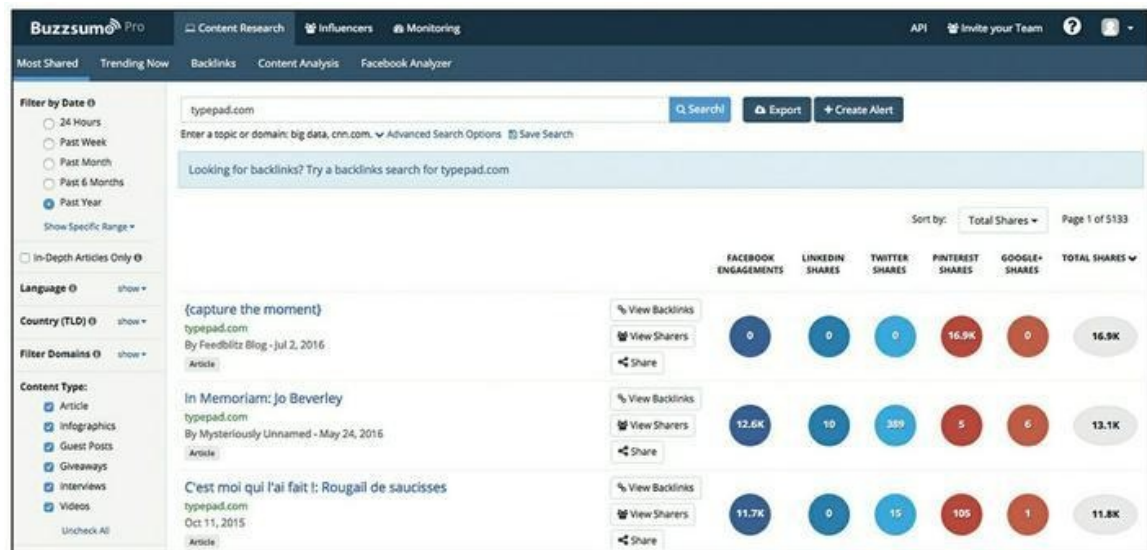 Buzzsumo Pro
Content Research
Influencers
Monitoring
API
Invite your Team
?
Most Shared
Trending Now
Backlinks
Content Analysis
Facebook Analyzer
Filter by Date
24 Hours
Past Week
Past Month
Past 6 Months
Past Year
Show Specific Range
In-Depth Articles Only
Language show
Country (TLD) show
Filter Domains show
Content Type:
Article
Infographics
Guest Posts
Giveaways
Interviews
Videos
Uncheck All
typepad.com
Search!
Export
+ Create Alert
Enter a topic or domain: big data, cnn.com. Advanced Search Options Save Search
Looking for backlinks? Try a backlinks search for typepad.com
Sort by: Total Shares Page 1 of 5133
FACEBOOK ENGAGEMENTS
LINKEDIN SHARES
TWITTER SHARES
PINTEREST SHARES
GOOGLE+ SHARES
TOTAL SHARES
{capture the moment}
typepad.com
By Feedblitz Blog - Jul 2, 2016
Article
View Backlinks
View Sharers
Share
0 0 0 16.9K 0 16.9K
In Memoriam: Jo Beverley
typepad.com
By Mysteriously Unnamed - May 24, 2016
Article
View Backlinks
View Sharers
Share
12.6K 10 389 5 6 13.1K
C'est moi qui l'ai fait !: Rougail de saucisses
typepad.com
Oct 11, 2015
Article
View Backlinks
View Sharers
Share
11.7K 0 15 105 1 11.8K